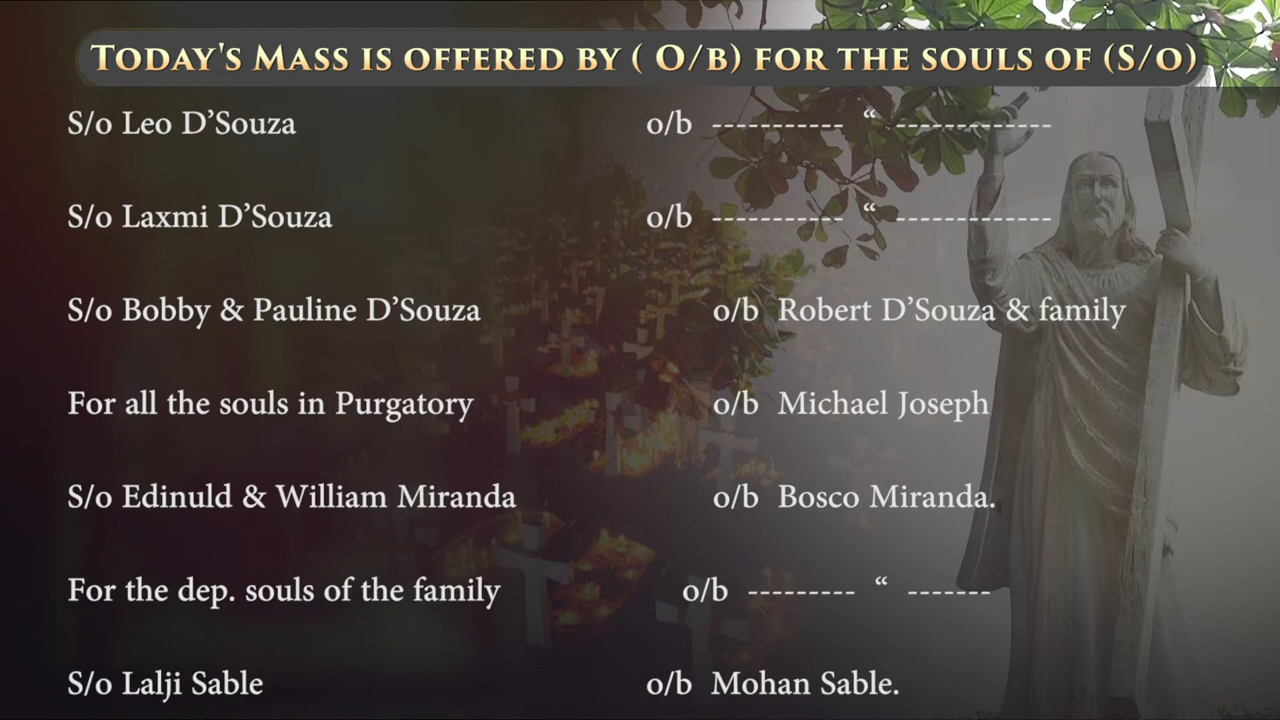 TODAY'S MASS IS OFFERED BY ( O/B) FOR THE SOULS OF (S/O)
S/o Leo D’Souza o/b ----------- “ -------------
S/o Laxmi D’Souza o/b ----------- “ -------------
S/o Bobby & Pauline D’Souza o/b Robert D’Souza & family
For all the souls in Purgatory o/b Michael Joseph
S/o Edinuld & William Miranda o/b Bosco Miranda.
For the dep. souls of the family o/b --------- “ -------
S/o Lalji Sable o/b Mohan Sable.